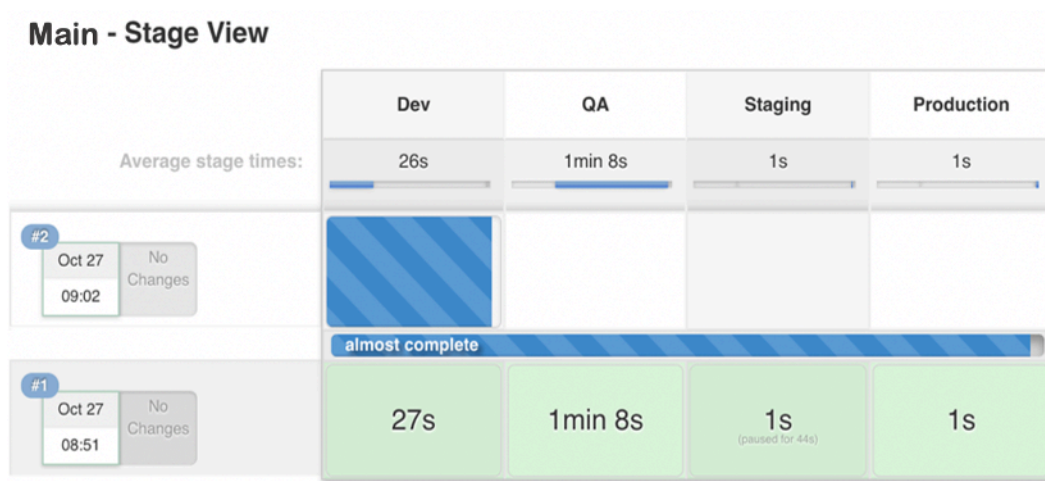 Main - Stage View
Dev QA Staging Production
Average stage times: 26s 1min 8s 1s 1s
#2
Oct 27 No
Changes
09:02
almost complete
#1
Oct 27 No
Changes
08:51
27s 1min 8s 1s 1s
(paused for 44s)